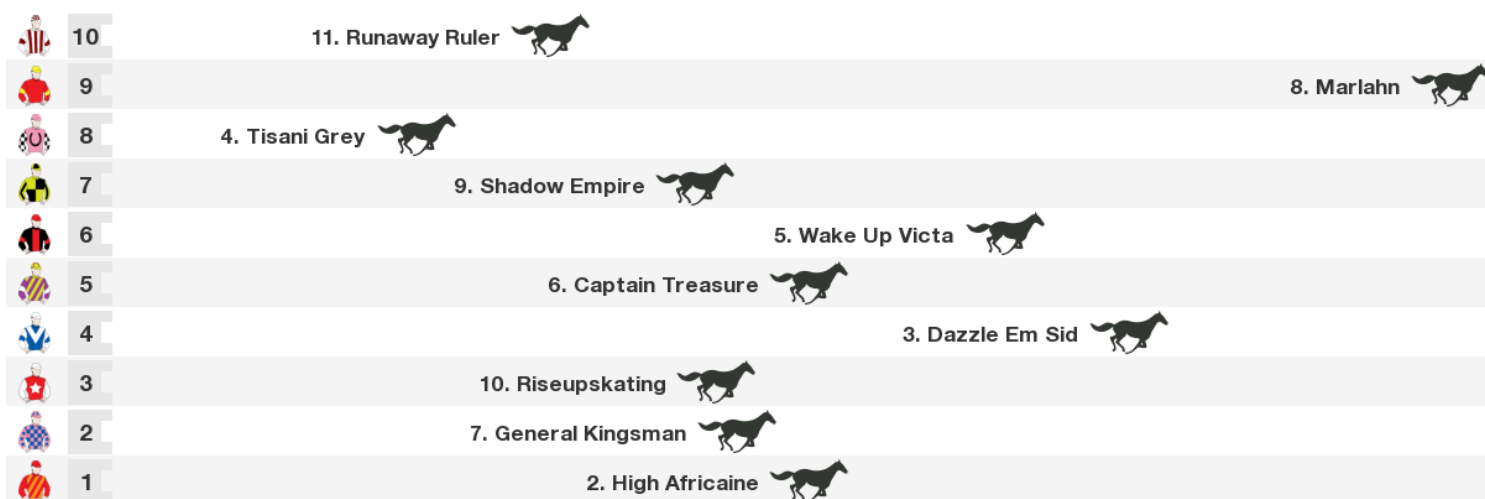 10 11. Runaway Ruler
9 8. Marlahn
8 4. Tisani Grey
7 9. Shadow Empire
6 5. Wake Up Victa
5 6. Captain Treasure
4 3. Dazzle Em Sid
3 10. Riseupskating
2 7. General Kingsman
1 2. High Africaine